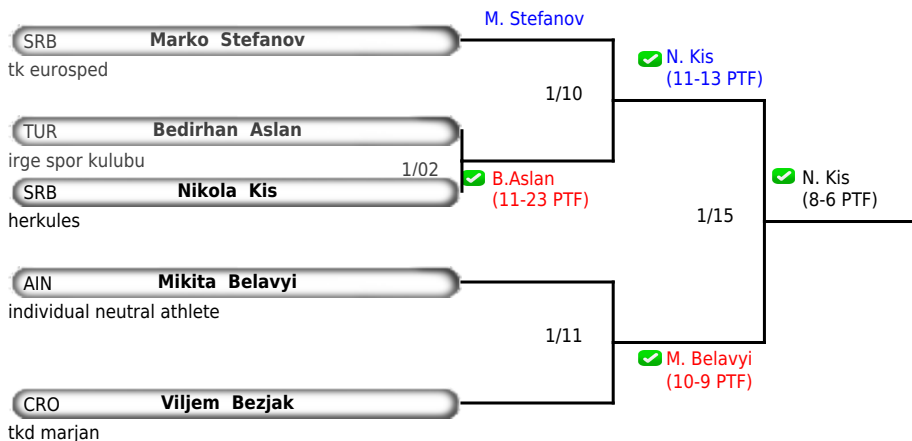 M. Stefanov
SRB Marko Stefanov
tk eurosped
N. Kis
(11-13 PTF)
1/10
TUR Bedirhan Aslan
irge spor kulubu
1/02
B.Aslan
(11-23 PTF)
SRB Nikola Kis
herkules
N. Kis
(8-6 PTF)
1/15
AIN Mikita Belavyi
individual neutral athlete
1/11
M. Belavyi
(10-9 PTF)
CRO Viljem Bezjak
tkd marjan